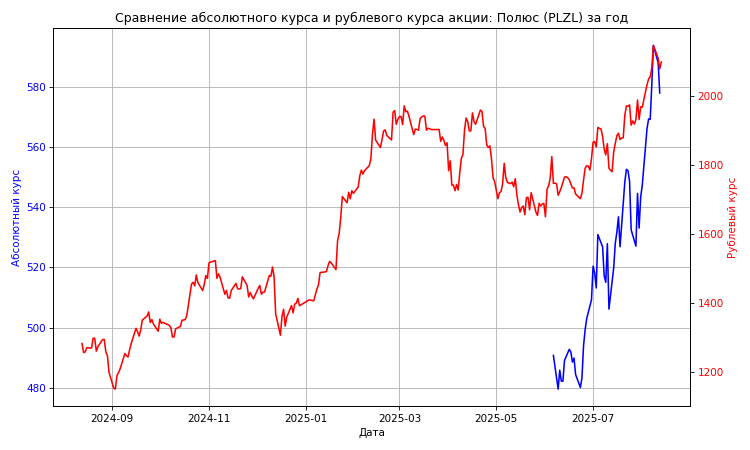 Сравнение абсолютного курса и рублевого курса акции: Полюс (PLZL) за год
Абсолютный курс
580
560
540
520
500
480
2000
1800
1600
1400
1200
Рублевый курс
2024-09 2024-11 2025-01 2025-03 2025-05 2025-07
Дата